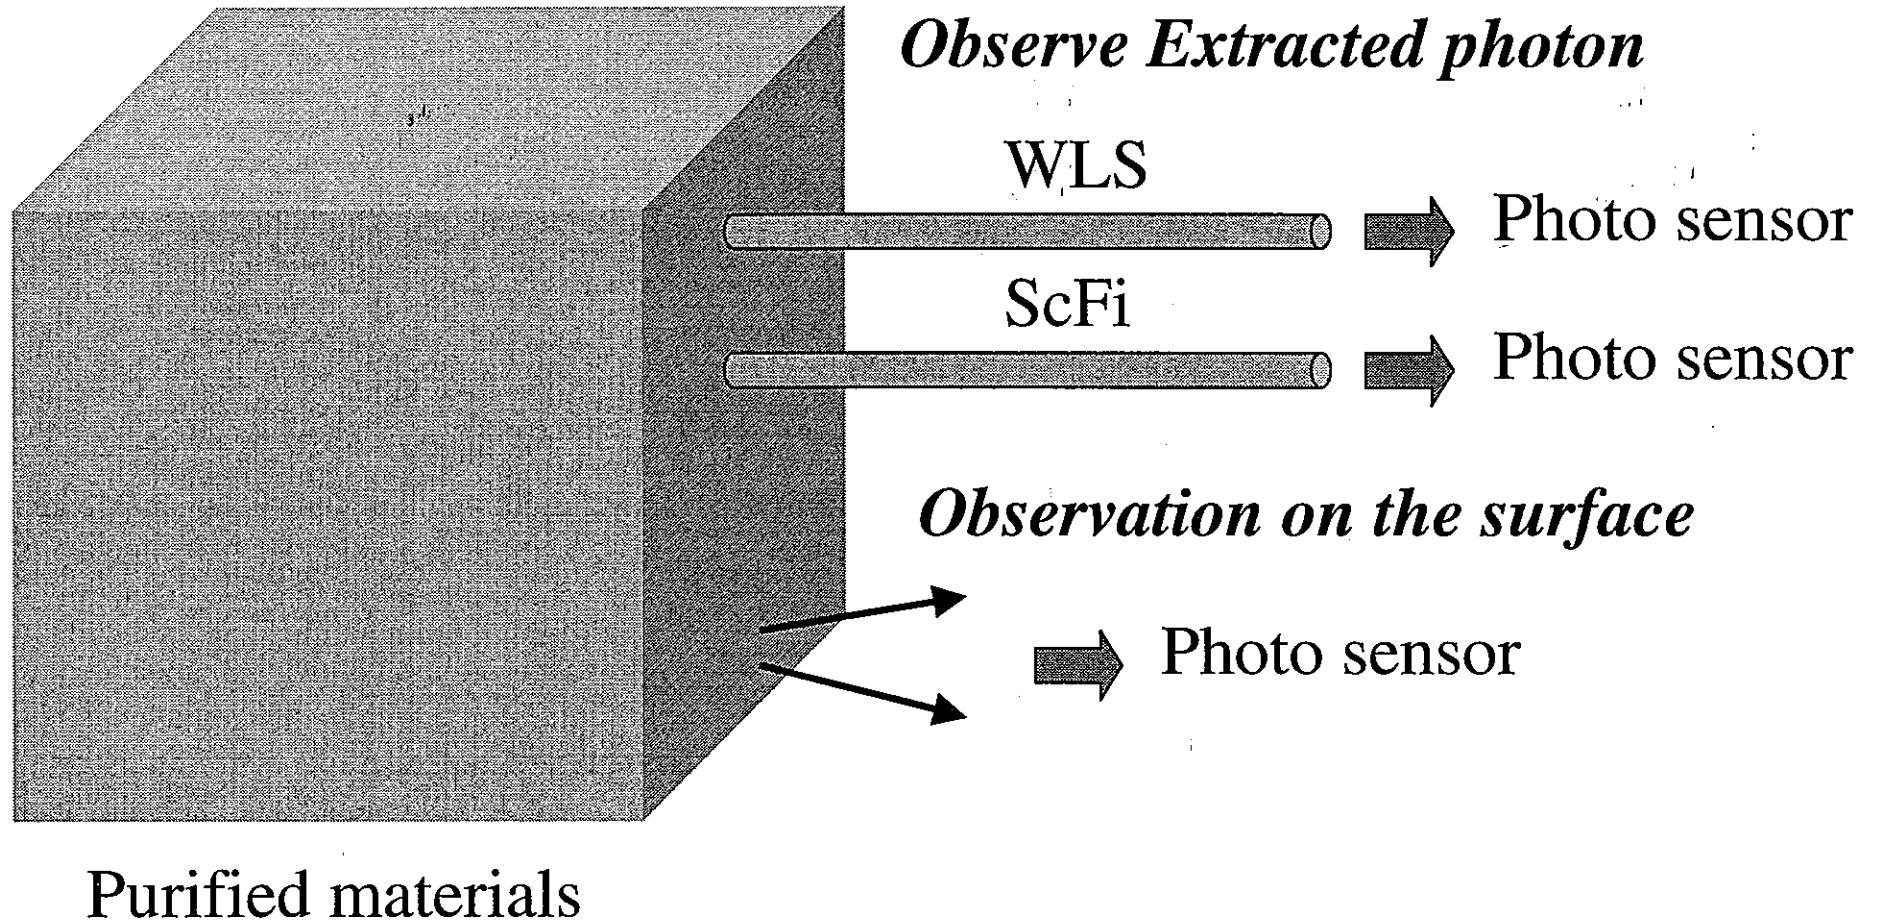 Observe Extracted photon
WLS
Photo sensor
ScFi
Photo sensor
Observation on the surface
Photo sensor
Purified materials